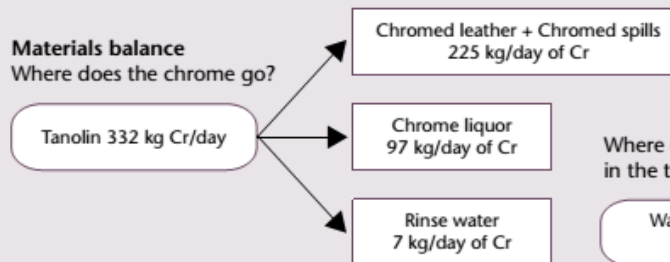 Materials balance
Where does the chrome go?
Tanolin 332 kg Cr/day
Chromed leather + Chromed spills
225 kg/day of Cr
Chrome liquor
97 kg/day of Cr
Rinse water
7 kg/day of Cr
Where
in the